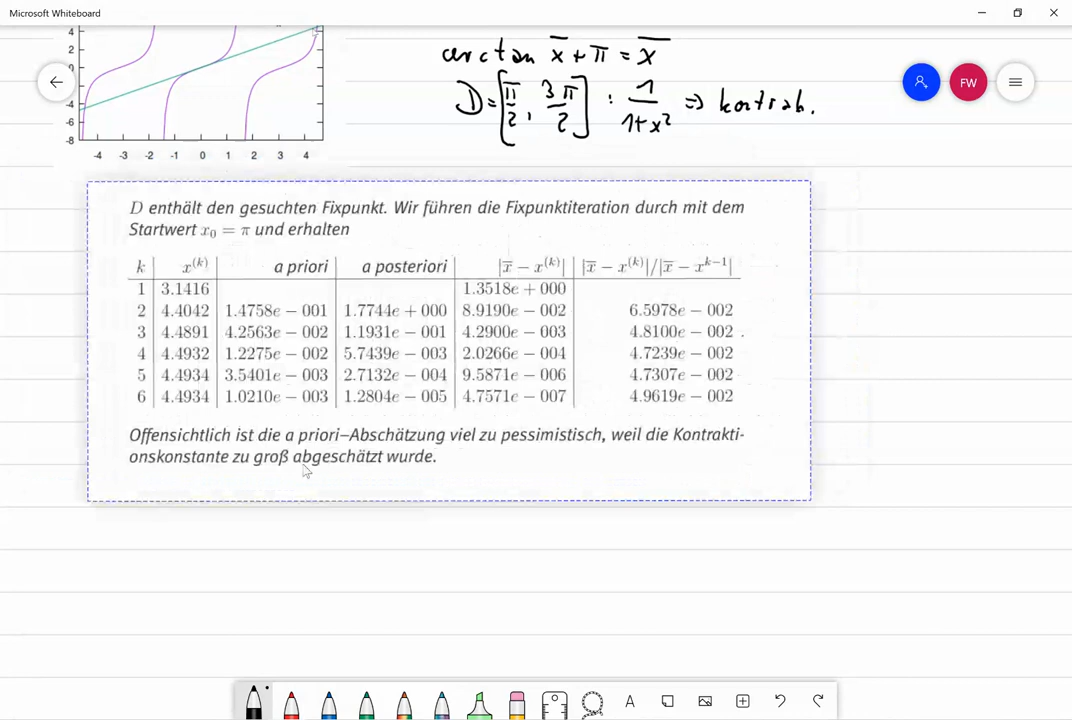 Microsoft Whiteboard
4
2
0
-2
-4
-6
-8
-4 -3 -2 -1 0 1 2 3 4
arctan x̅ + π = x̅
D = [π/2, 3π/2] : 1/(1+x²) ⇒ kontrah.
FW
D enthält den gesuchten Fixpunkt. Wir führen die Fixpunktiteration durch mit dem
Startwert x₀ = π und erhalten
k x⁽ᵏ⁾ a priori a posteriori |x̅ − x⁽ᵏ⁾| |x̅ − x⁽ᵏ⁾|/|x̅ − xᵏ⁻¹|
1 3.1416 1.3518e + 000
2 4.4042 1.4758e − 001 1.7744e + 000 8.9190e − 002 6.5978e − 002
3 4.4891 4.2563e − 002 1.1931e − 001 4.2900e − 003 4.8100e − 002 .
4 4.4932 1.2275e − 002 5.7439e − 003 2.0266e − 004 4.7239e − 002
5 4.4934 3.5401e − 003 2.7132e − 004 9.5871e − 006 4.7307e − 002
6 4.4934 1.0210e − 003 1.2804e − 005 4.7571e − 007 4.9619e − 002
Offensichtlich ist die a priori–Abschätzung viel zu pessimistisch, weil die Kontrakti-
onskonstante zu groß abgeschätzt wurde.
A